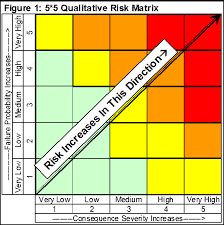 Figure 1: 5*5 Qualitative Risk Matrix
Failure Probability Increases
Very High
High
Medium
Low
Very Low
5
4
3
2
1
Risk Increases In This Direction
Very Low
Low
Medium
High
Very High
1
2
3
4
5
Consequence Severity Increases